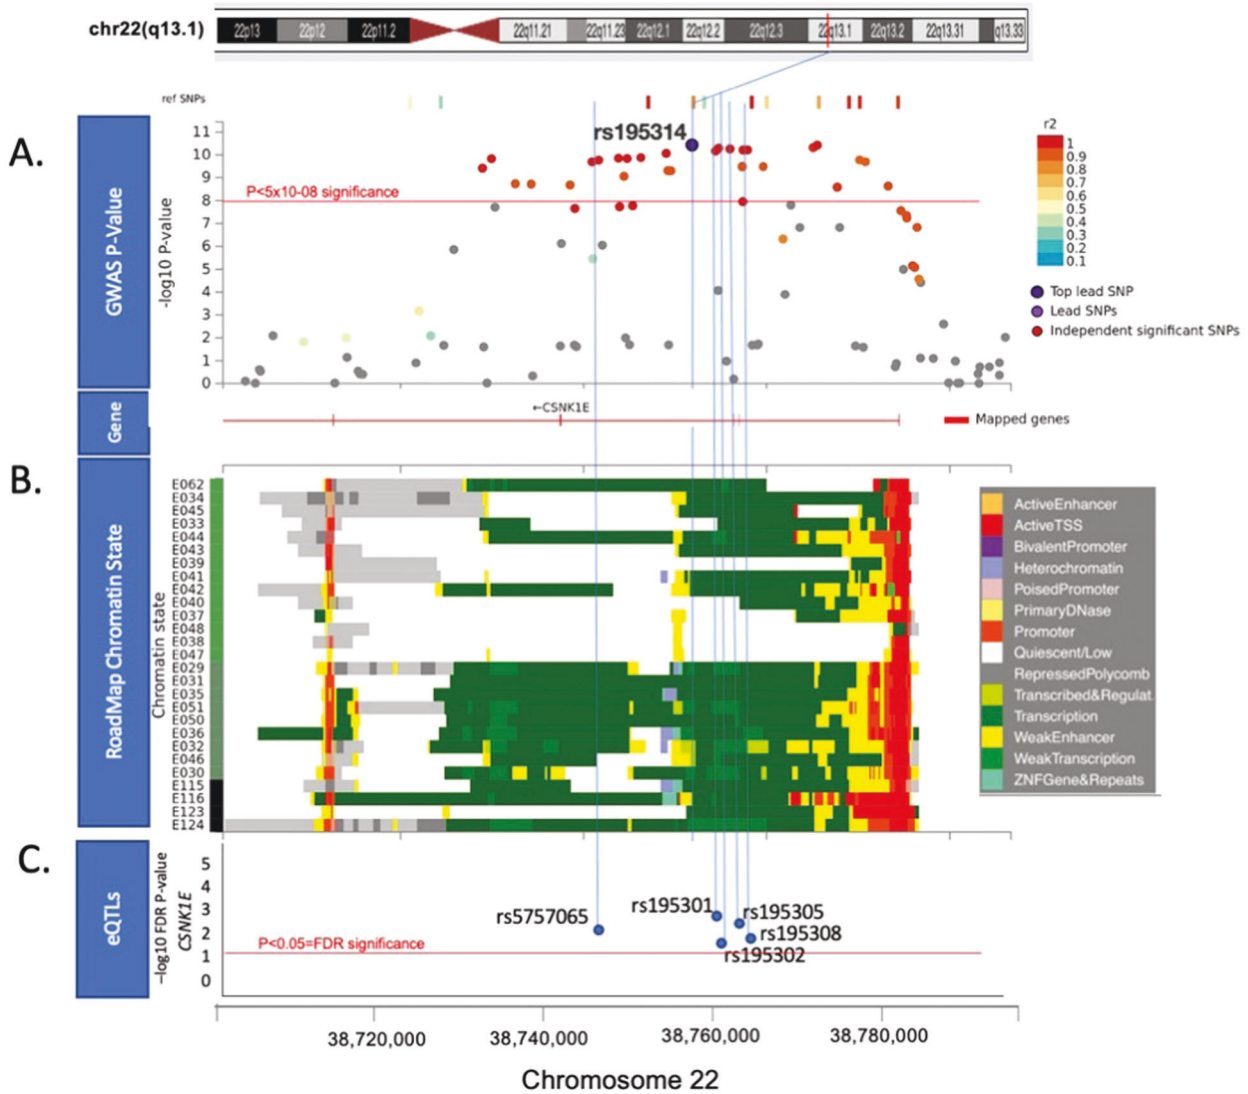 chr22(q13.1)
22p13 22p12 22p11.2 22q11.21 22q11.23 22q12.1 22q12.2 22q12.3 22q13.1 22q13.2 22q13.31 q13.33
ref SNPs
A.
GWAS P-Value
-log10 P-value
11
10
9
8
7
6
5
4
3
2
1
0
rs195314
P<5x10-08 significance
r2
1
0.9
0.8
0.7
0.6
0.5
0.4
0.3
0.2
0.1
Top lead SNP
Lead SNPs
Independent significant SNPs
Gene
←CSNK1E
Mapped genes
B.
RoadMap Chromatin State
Chromatin state
E062
E034
E045
E033
E044
E043
E039
E041
E042
E040
E037
E048
E038
E047
E029
E031
E035
E051
E050
E036
E032
E046
E030
E115
E116
E123
E124
ActiveEnhancer
ActiveTSS
BivalentPromoter
Heterochromatin
PoisedPromoter
PrimaryDNase
Promoter
Quiescent/Low
RepressedPolycomb
Transcribed&Regulat
Transcription
WeakEnhancer
WeakTranscription
ZNFGene&Repeats
C.
eQTLs
–log10 FDR P-value
CSNK1E
5
4
3
2
1
0
rs5757065
rs195301
rs195305
rs195308
rs195302
P<0.05=FDR significance
38,720,000 38,740,000 38,760,000 38,780,000
Chromosome 22